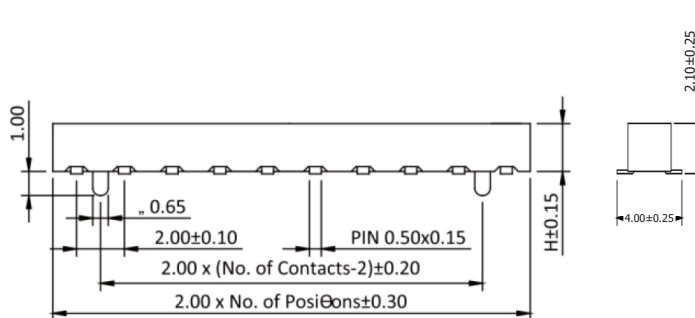 2.10±0.25
1.00
H±0.15
„ 0.65
4.00±0.25
2.00±0.10
PIN 0.50x0.15
2.00 x (No. of Contacts-2)±0.20
2.00 x No. of PosiƟons±0.30